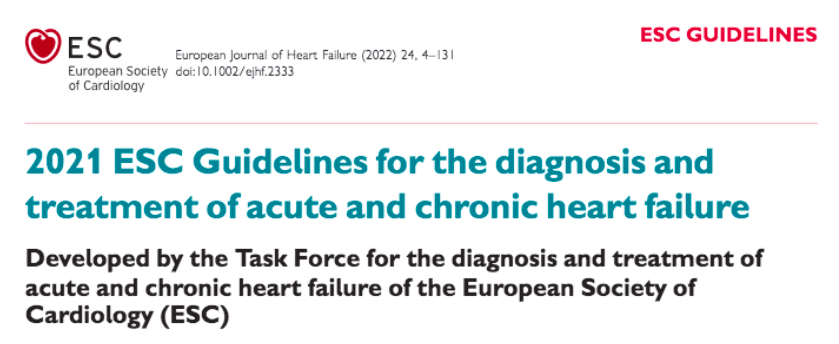 ESC
European Society
of Cardiology
European Journal of Heart Failure (2022) 24, 4–131
doi:10.1002/ejhf.2333
ESC GUIDELINES
2021 ESC Guidelines for the diagnosis and
treatment of acute and chronic heart failure
Developed by the Task Force for the diagnosis and treatment of
acute and chronic heart failure of the European Society of
Cardiology (ESC)